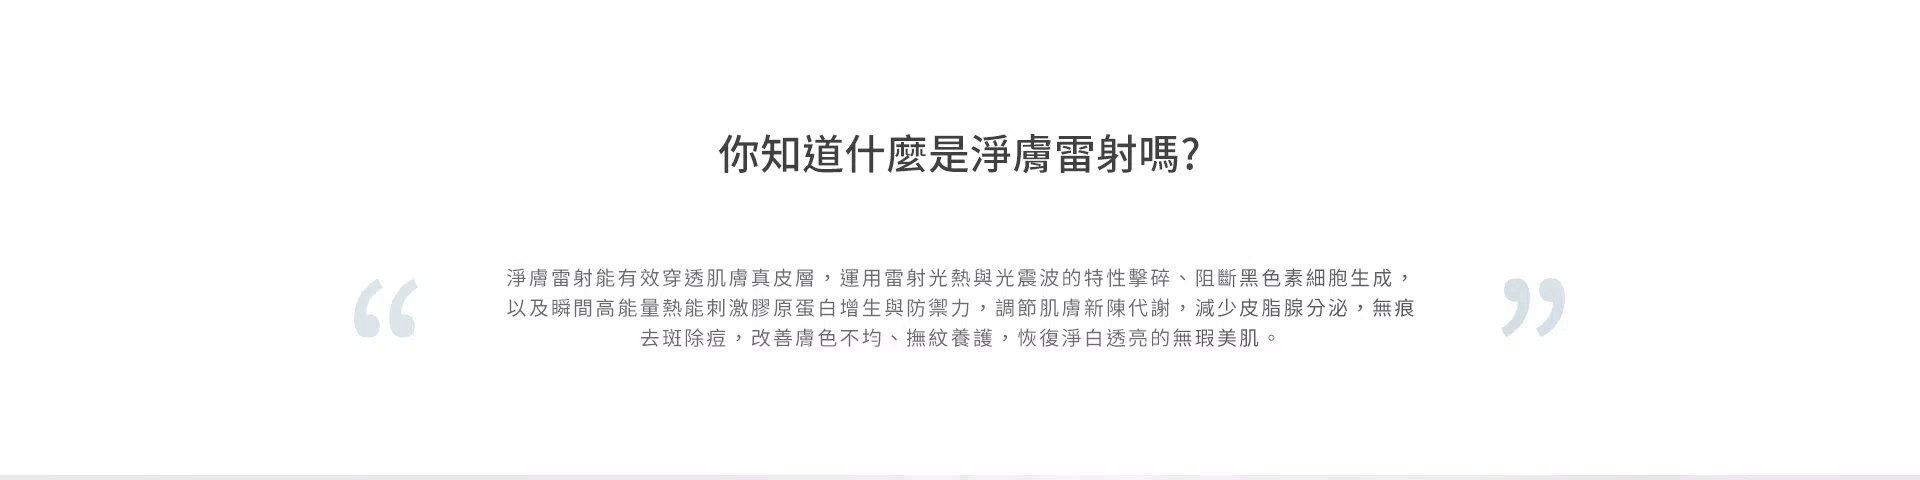 你知道什麼是淨膚雷射嗎?
“
淨膚雷射能有效穿透肌膚真皮層，運用雷射光熱與光震波的特性擊碎、阻斷黑色素細胞生成，
以及瞬間高能量熱能刺激膠原蛋白增生與防禦力，調節肌膚新陳代謝，減少皮脂腺分泌，無痕
去斑除痘，改善膚色不均、撫紋養護，恢復淨白透亮的無瑕美肌。
”